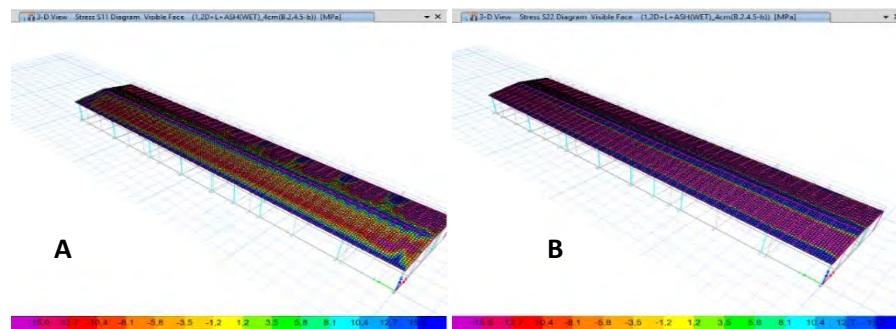 3-D View Stress S11 Diagram Visible Face (1,2D+L+ASH(WET)_4cm(B.2.4.5-b)) [MPa]
3-D View Stress S22 Diagram Visible Face (1,2D+L+ASH(WET)_4cm(B.2.4.5-b)) [MPa]
A
B
-15,0 -12,7 -10,4 -8,1 -5,8 -3,5 -1,2 1,2 3,5 5,8 8,1 10,4 12,7
-12,7 -10,4 -8,1 -5,8 -3,5 -1,2 1,2 3,5 5,8 8,1 10,4 12,7